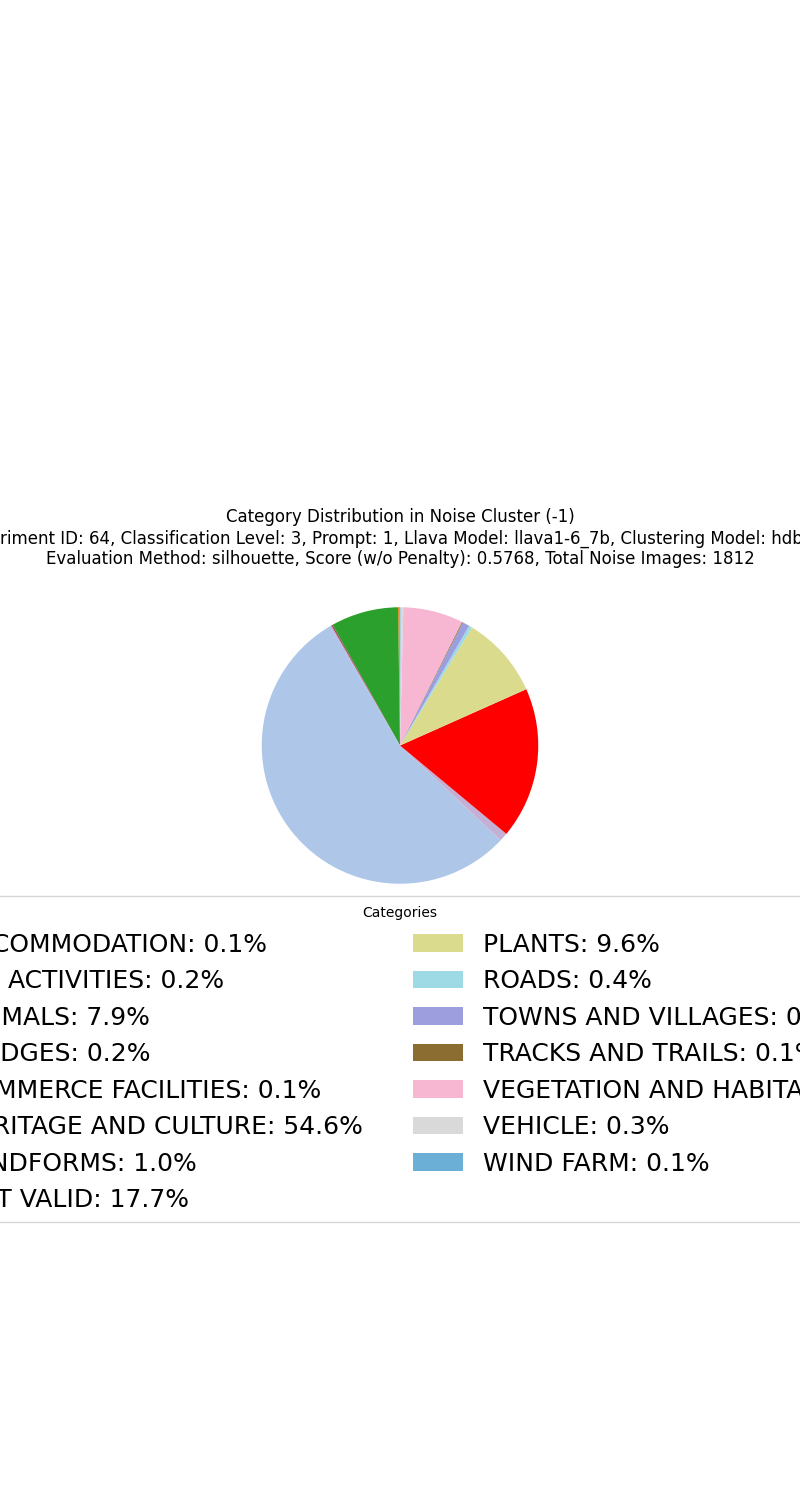 Category Distribution in Noise Cluster (-1)
riment ID: 64, Classification Level: 3, Prompt: 1, Llava Model: llava1-6_7b, Clustering Model: hdb
Evaluation Method: silhouette, Score (w/o Penalty): 0.5768, Total Noise Images: 1812
Categories
COMMODATION: 0.1%
ACTIVITIES: 0.2%
MALS: 7.9%
DGES: 0.2%
MMERCE FACILITIES: 0.1%
RITAGE AND CULTURE: 54.6%
NDFORMS: 1.0%
T VALID: 17.7%
PLANTS: 9.6%
ROADS: 0.4%
TOWNS AND VILLAGES: 0
TRACKS AND TRAILS: 0.1%
VEGETATION AND HABITA
VEHICLE: 0.3%
WIND FARM: 0.1%